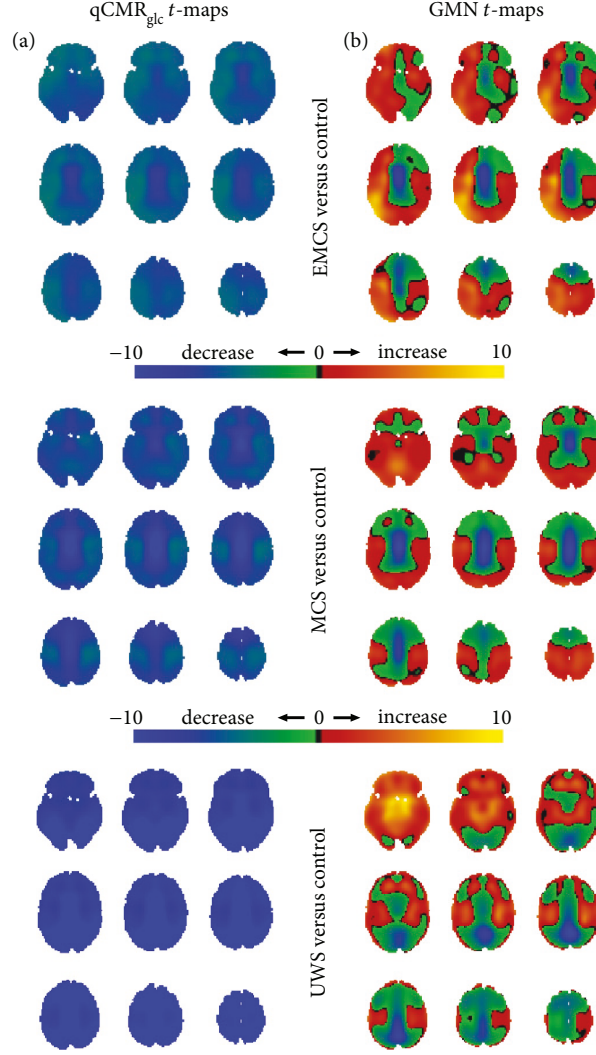 qCMRglc t-maps
GMN t-maps
(a)
(b)
EMCS versus control
−10 decrease ← 0 → increase 10
MCS versus control
−10 decrease ← 0 → increase 10
UWS versus control